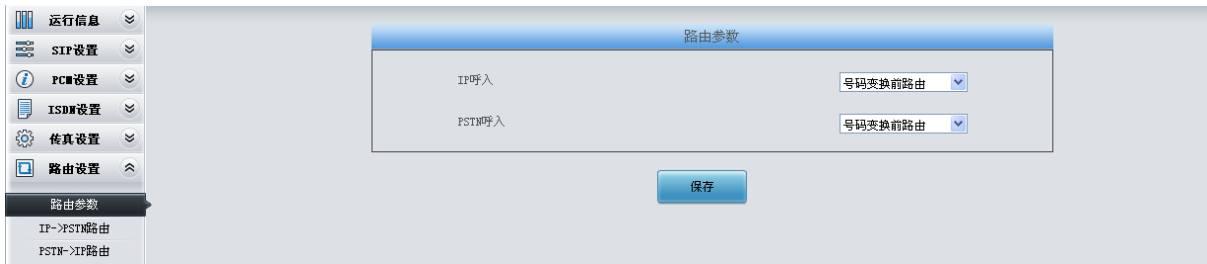 运行信息
SIP设置
PCM设置
ISDN设置
传真设置
路由设置
路由参数
IP->PSTN路由
PSTN->IP路由
路由参数
IP呼入
号码变换前路由
PSTN呼入
号码变换前路由
保存